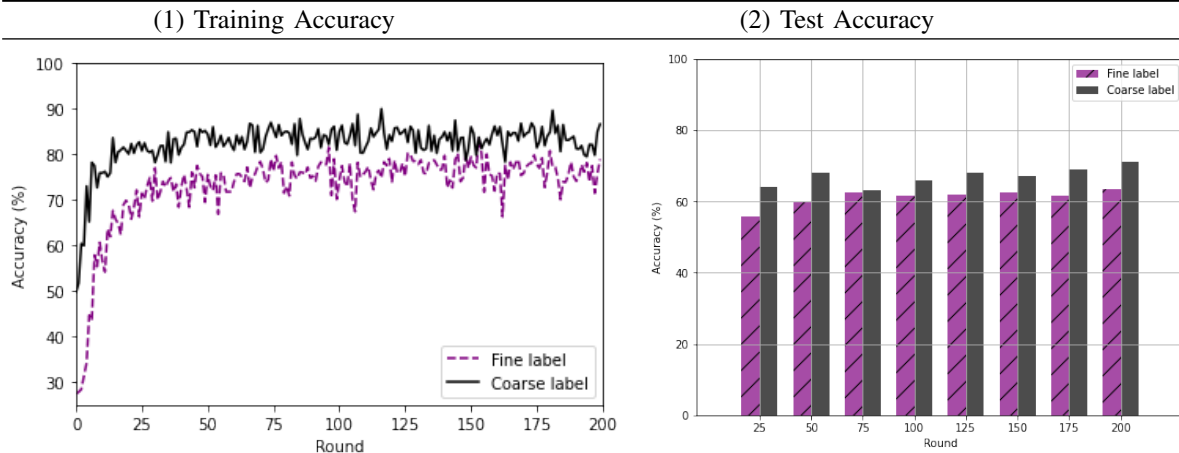 (1) Training Accuracy
(2) Test Accuracy
100
90
80
70
60
50
40
30
Accuracy (%)
0 25 50 75 100 125 150 175 200
Round
Fine label
Coarse label
100
80
60
40
20
0
Accuracy (%)
25 50 75 100 125 150 175 200
Round
Fine label
Coarse label